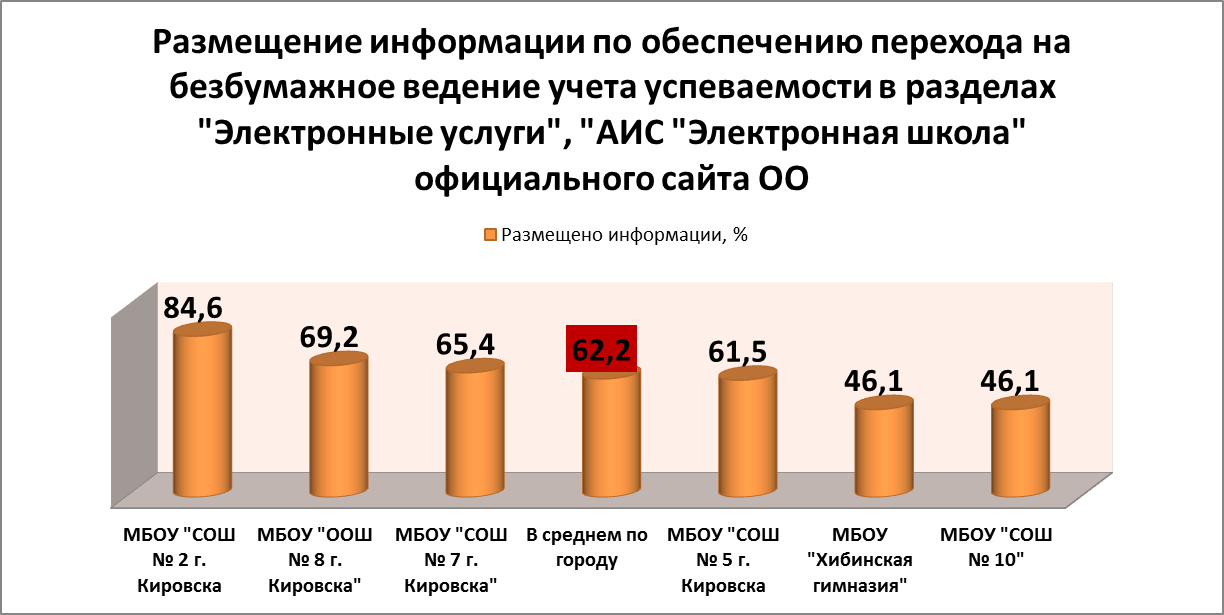 Размещение информации по обеспечению перехода на
безбумажное ведение учета успеваемости в разделах
"Электронные услуги", "АИС "Электронная школа"
официального сайта ОО
Размещено информации, %
84,6
69,2
65,4
62,2
61,5
46,1
46,1
МБОУ "СОШ
№ 2 г.
Кировска
МБОУ "ООШ
№ 8 г.
Кировска"
МБОУ "СОШ
№ 7 г.
Кировска"
В среднем по
городу
МБОУ "СОШ
№ 5 г.
Кировска
МБОУ
"Хибинская
гимназия"
МБОУ "СОШ
№ 10"